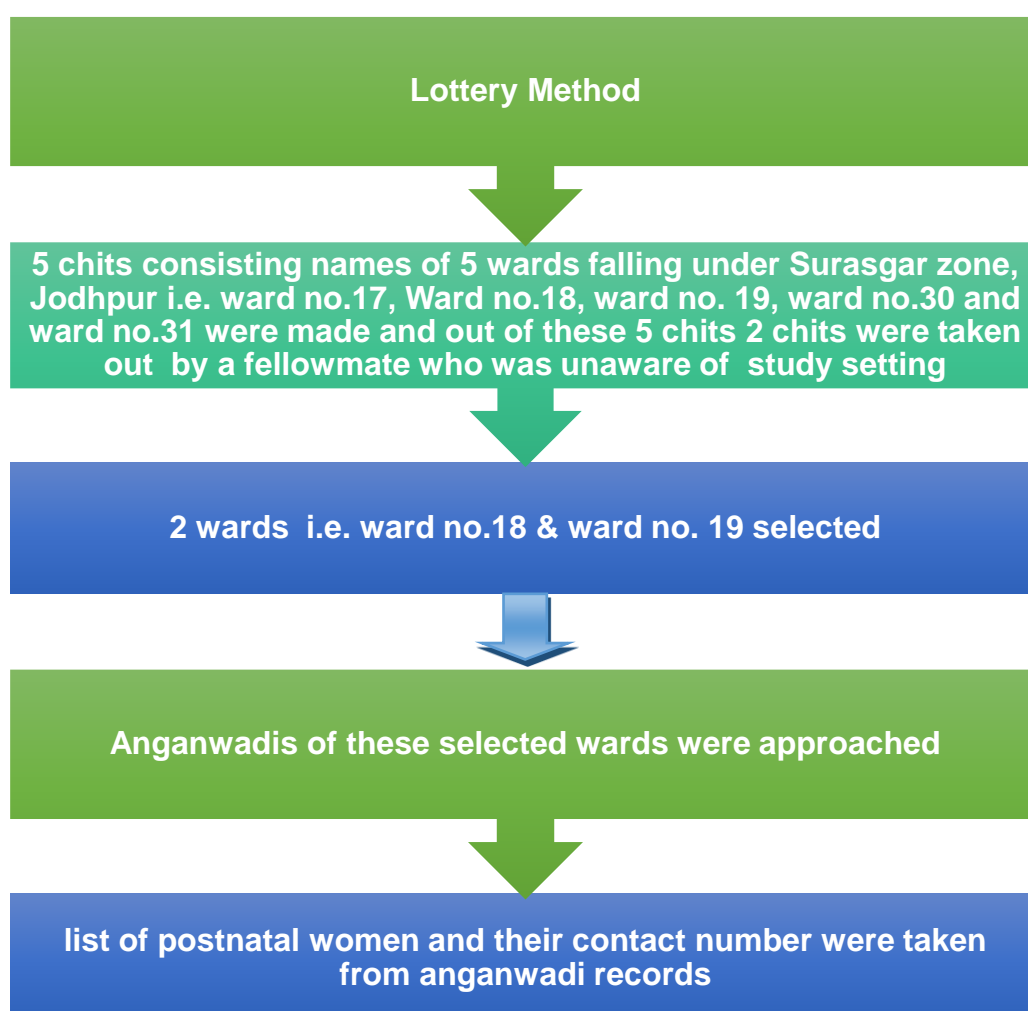 Lottery Method
5 chits consisting names of 5 wards falling under Surasgar zone,
Jodhpur i.e. ward no.17, Ward no.18, ward no. 19, ward no.30 and
ward no.31 were made and out of these 5 chits 2 chits were taken
out by a fellowmate who was unaware of study setting
2 wards i.e. ward no.18 & ward no. 19 selected
Anganwadis of these selected wards were approached
list of postnatal women and their contact number were taken
from anganwadi records